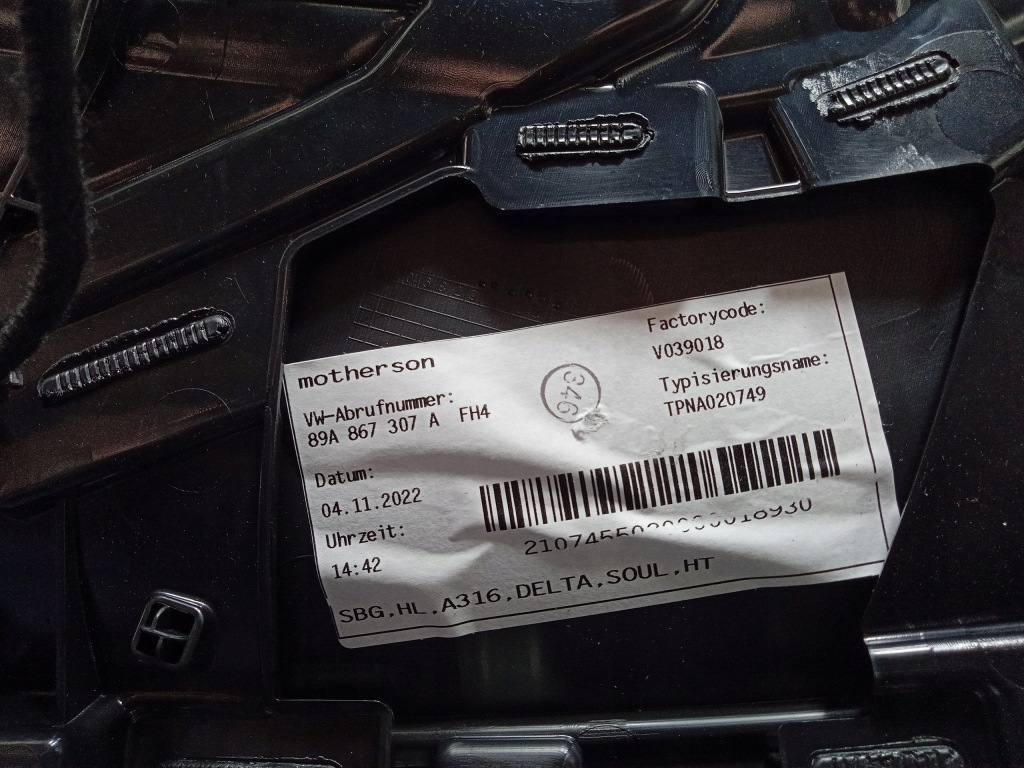 motherson
Factorycode:
V039018
VW-Abrufnummer:
89A 867 307 A FH4
346
Typisierungsname:
TPNA020749
Datum:
04.11.2022
Uhrzeit:
14:42
SBG,HL,A316,DELTA,SOUL,HT